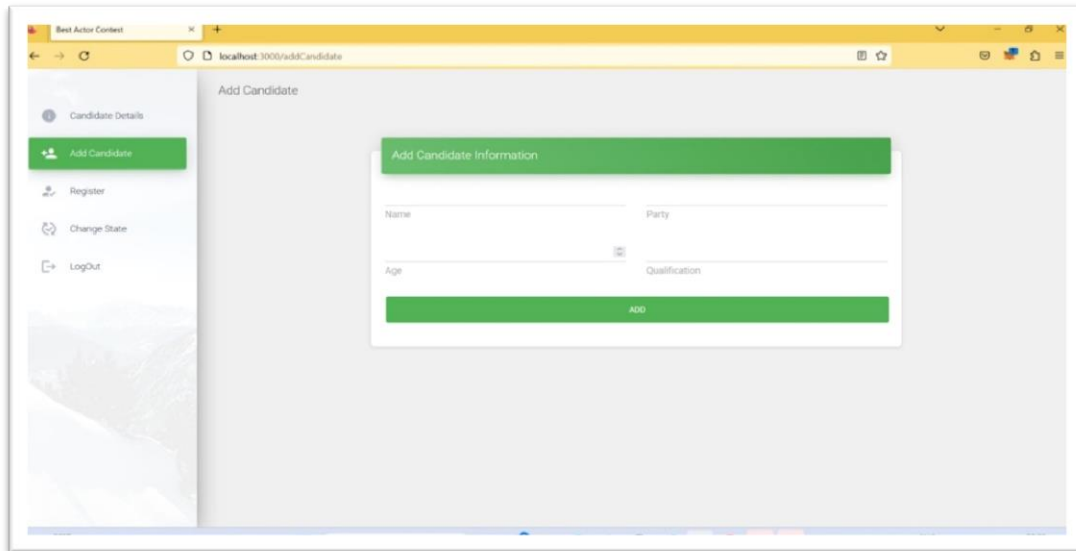 Best Actor Contest
localhost:3000/addCandidate
Add Candidate
Candidate Details
Add Candidate
Register
Change State
LogOut
Add Candidate Information
Name
Party
Age
Qualification
ADD